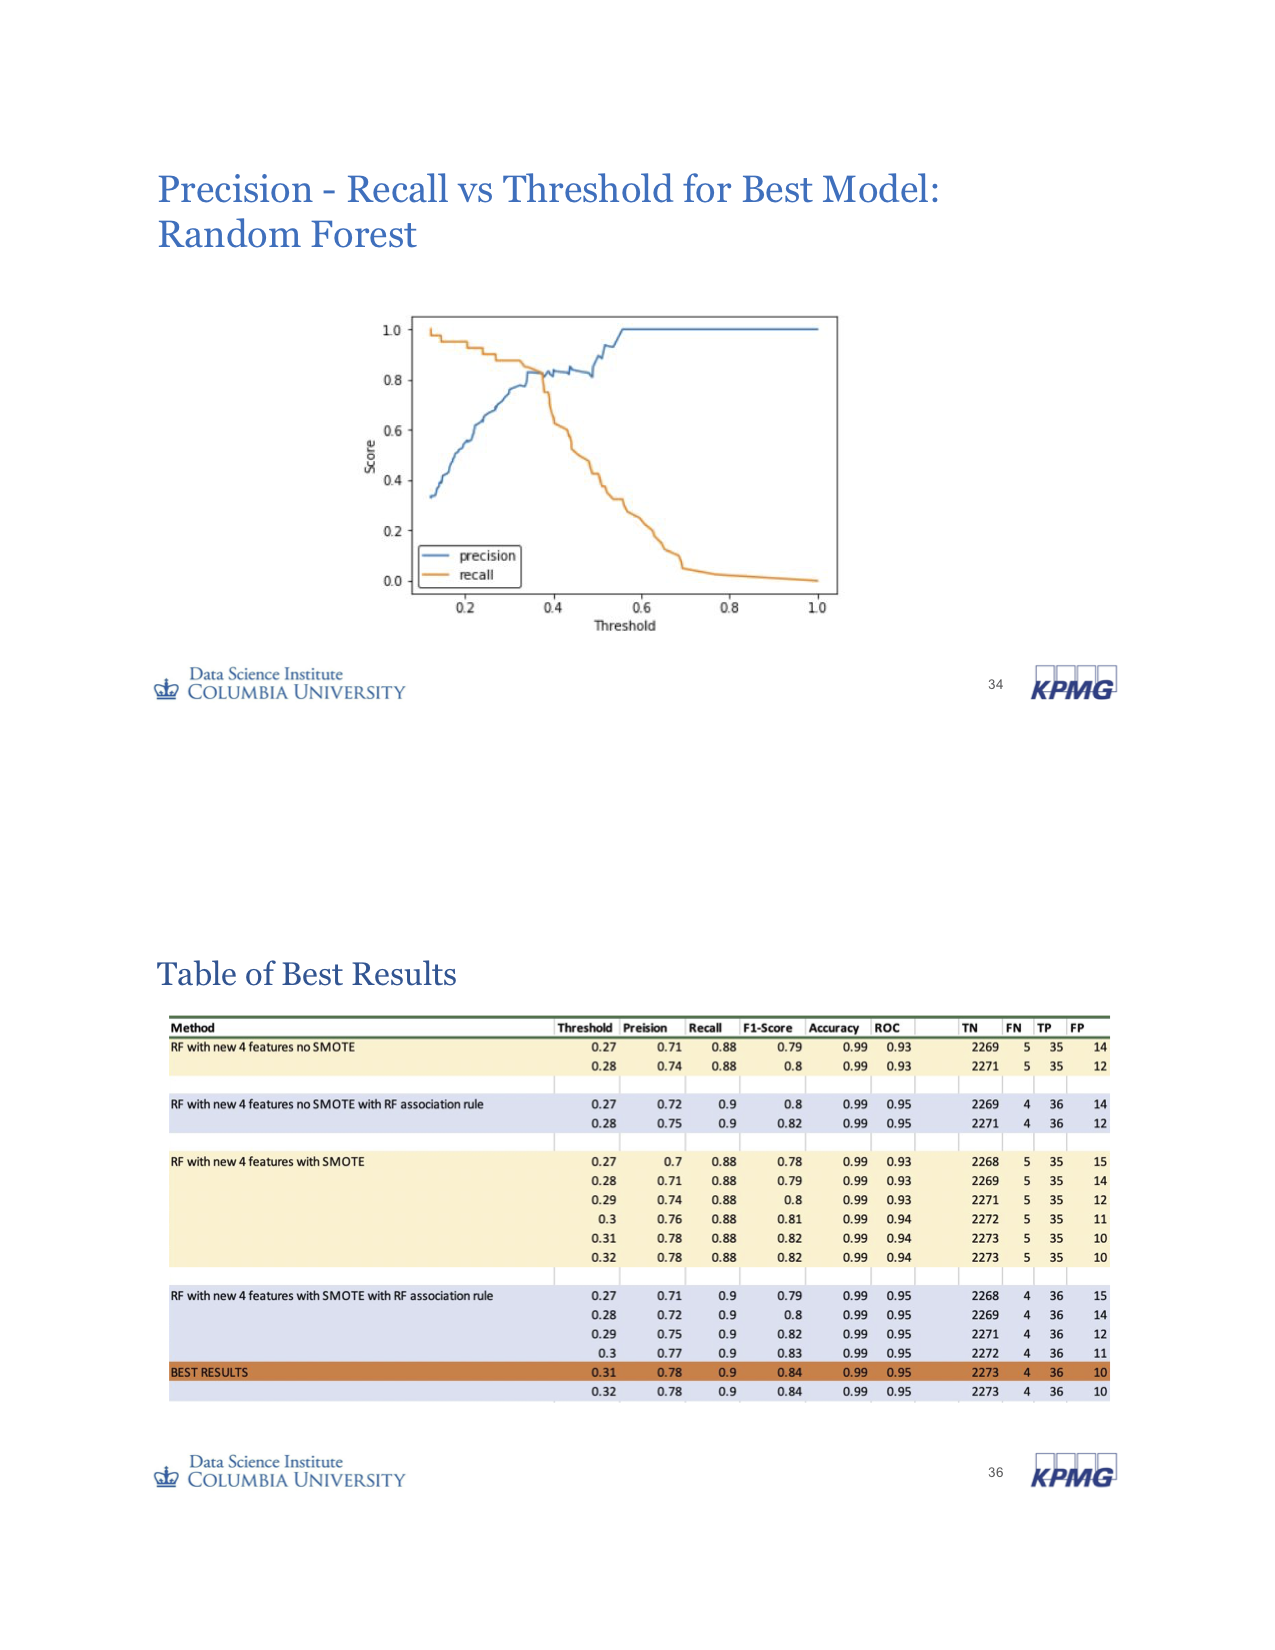 Precision - Recall vs Threshold for Best Model:
Random Forest
1.0
0.8
0.6
0.4
0.2
0.0
Score
precision
recall
0.2 0.4 0.6 0.8 1.0
Threshold
Data Science Institute
COLUMBIA UNIVERSITY
34
KPMG
Table of Best Results
Method Threshold Preision Recall F1-Score Accuracy ROC TN FN TP FP
RF with new 4 features no SMOTE 0.27 0.71 0.88 0.79 0.99 0.93 2269 5 35 14
0.28 0.74 0.88 0.8 0.99 0.93 2271 5 35 12
RF with new 4 features no SMOTE with RF association rule 0.27 0.72 0.9 0.8 0.99 0.95 2269 4 36 14
0.28 0.75 0.9 0.82 0.99 0.95 2271 4 36 12
RF with new 4 features with SMOTE 0.27 0.7 0.88 0.78 0.99 0.93 2268 5 35 15
0.28 0.71 0.88 0.79 0.99 0.93 2269 5 35 14
0.29 0.74 0.88 0.8 0.99 0.93 2271 5 35 12
0.3 0.76 0.88 0.81 0.99 0.94 2272 5 35 11
0.31 0.78 0.88 0.82 0.99 0.94 2273 5 35 10
0.32 0.78 0.88 0.82 0.99 0.94 2273 5 35 10
RF with new 4 features with SMOTE with RF association rule 0.27 0.71 0.9 0.79 0.99 0.95 2268 4 36 15
0.28 0.72 0.9 0.8 0.99 0.95 2269 4 36 14
0.29 0.75 0.9 0.82 0.99 0.95 2271 4 36 12
0.3 0.77 0.9 0.83 0.99 0.95 2272 4 36 11
BEST RESULTS 0.31 0.78 0.9 0.84 0.99 0.95 2273 4 36 10
0.32 0.78 0.9 0.84 0.99 0.95 2273 4 36 10
Data Science Institute
COLUMBIA UNIVERSITY
36
KPMG